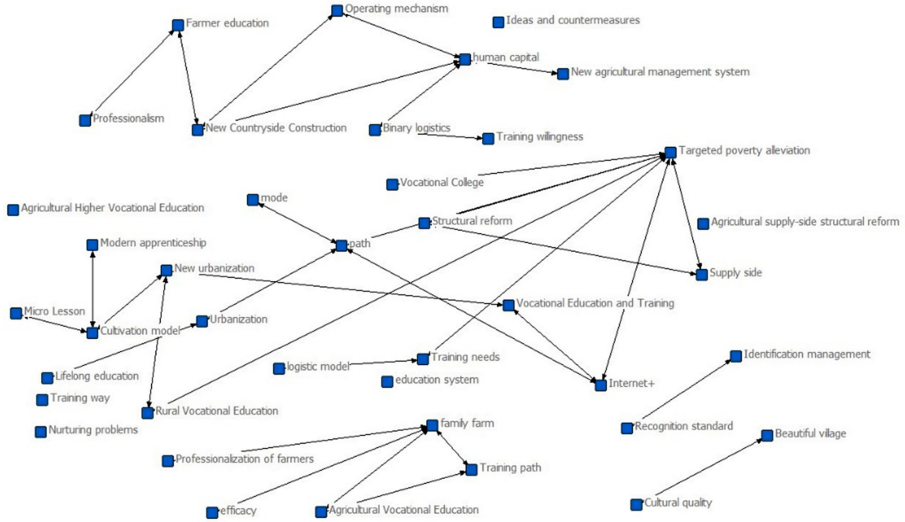 Operating mechanism
Ideas and countermeasures
Farmer education
human capital
New agricultural management system
Professionalism
New Countryside Construction
Binary logistics
Training willingness
Targeted poverty alleviation
Vocational College
mode
Agricultural Higher Vocational Education
Structural reform
Agricultural supply-side structural reform
Modern apprenticeship
path
New urbanization
Supply side
Vocational Education and Training
Micro Lesson
Urbanization
Cultivation model
Identification management
Training needs
logistic model
Lifelong education
education system
Internet+
Training way
Rural Vocational Education
family farm
Recognition standard
Nurturing problems
Beautiful village
Professionalization of farmers
Training path
Cultural quality
efficacy
Agricultural Vocational Education